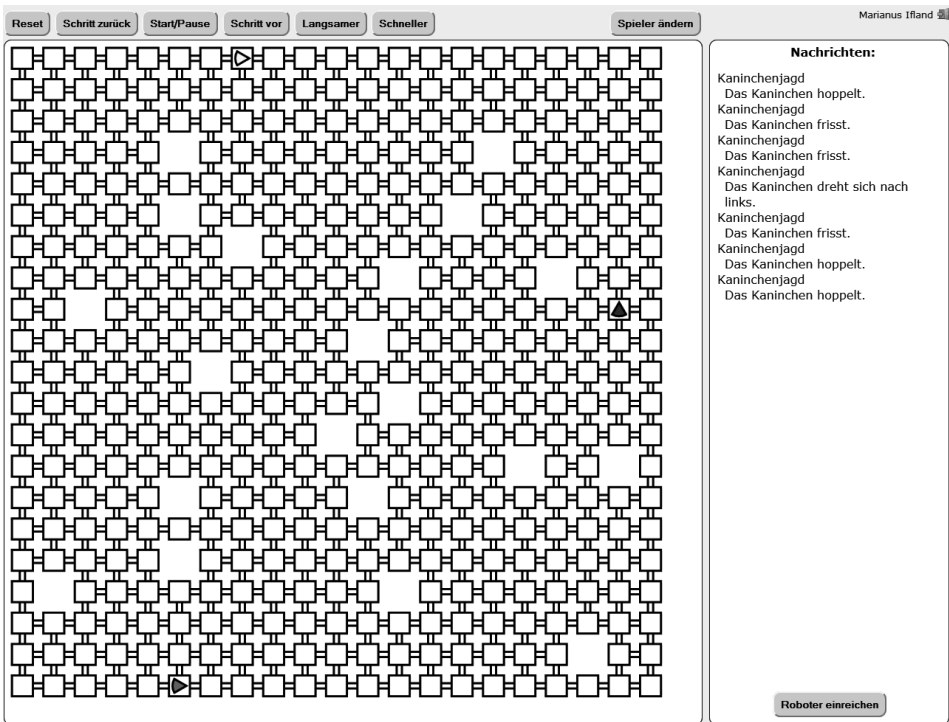 Reset Schritt zurück Start/Pause Schritt vor Langsamer Schneller Spieler ändern Marianus Ifland
Nachrichten:
Kaninchenjagd
Das Kaninchen hoppelt.
Kaninchenjagd
Das Kaninchen frisst.
Kaninchenjagd
Das Kaninchen frisst.
Kaninchenjagd
Das Kaninchen dreht sich nach
links.
Kaninchenjagd
Das Kaninchen frisst.
Kaninchenjagd
Das Kaninchen hoppelt.
Kaninchenjagd
Das Kaninchen hoppelt.
Roboter einreichen